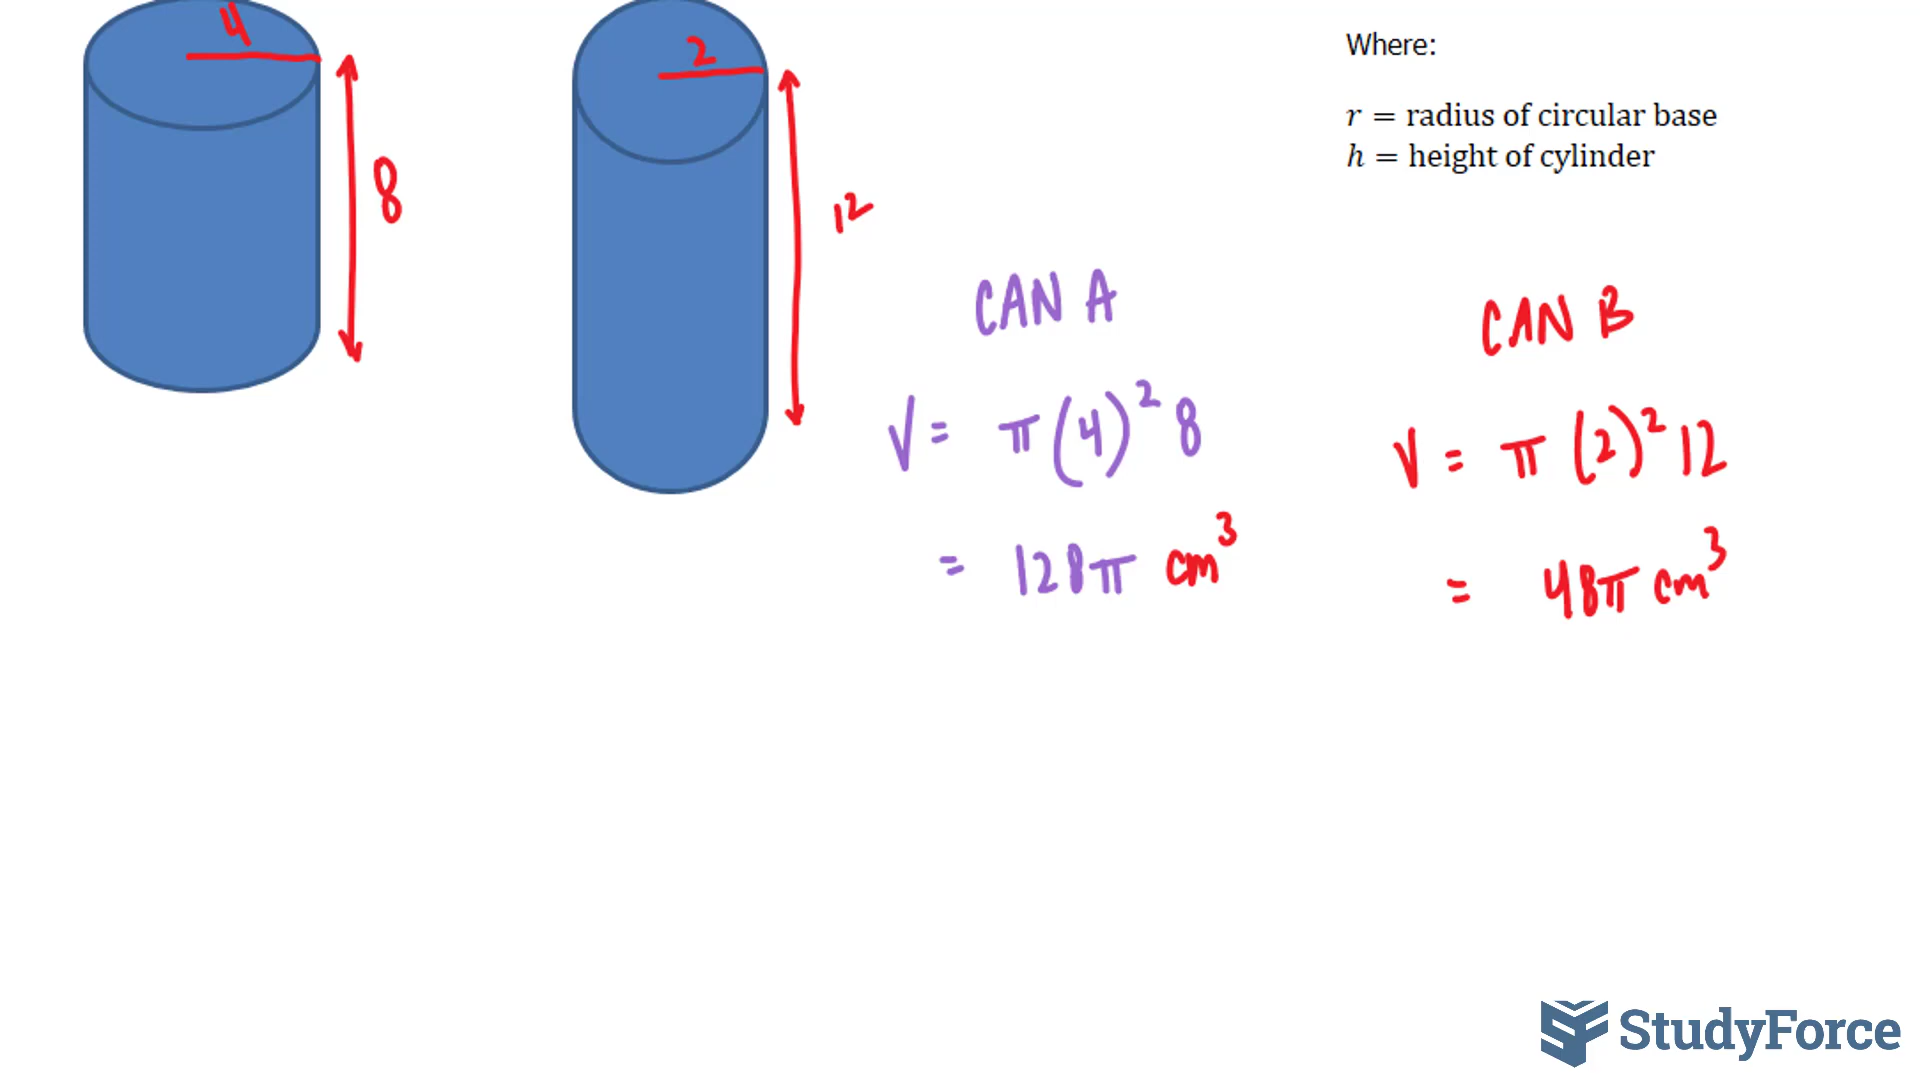 4
8
2
12
Where:
r = radius of circular base
h = height of cylinder
CAN A
V = π(4)²8
= 128π cm³
CAN B
V = π(2)²12
= 48π cm³
StudyForce